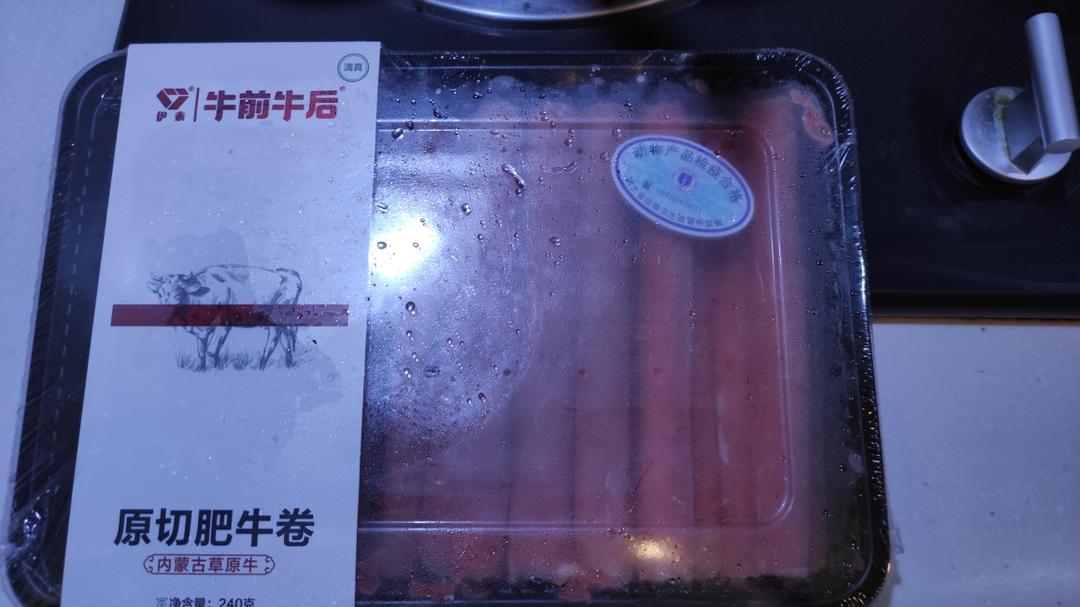 清真
伊泰
牛前牛后
动物产品检疫合格
原切肥牛卷
内蒙古草原牛
净含量：240克